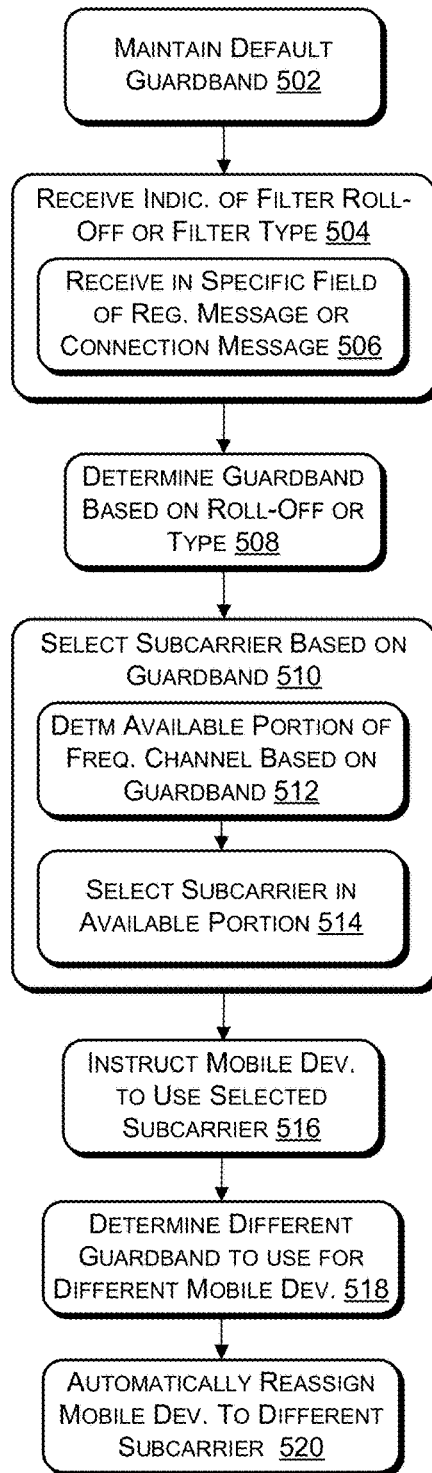 MAINTAIN DEFAULT
GUARDBAND 502
RECEIVE INDIC. OF FILTER ROLL-
OFF OR FILTER TYPE 504
RECEIVE IN SPECIFIC FIELD
OF REG. MESSAGE OR
CONNECTION MESSAGE 506
DETERMINE GUARDBAND
BASED ON ROLL-OFF OR
TYPE 508
SELECT SUBCARRIER BASED ON
GUARDBAND 510
DETM AVAILABLE PORTION OF
FREQ. CHANNEL BASED ON
GUARDBAND 512
SELECT SUBCARRIER IN
AVAILABLE PORTION 514
INSTRUCT MOBILE DEV.
TO USE SELECTED
SUBCARRIER 516
DETERMINE DIFFERENT
GUARDBAND TO USE FOR
DIFFERENT MOBILE DEV. 518
AUTOMATICALLY REASSIGN
MOBILE DEV. TO DIFFERENT
SUBCARRIER 520